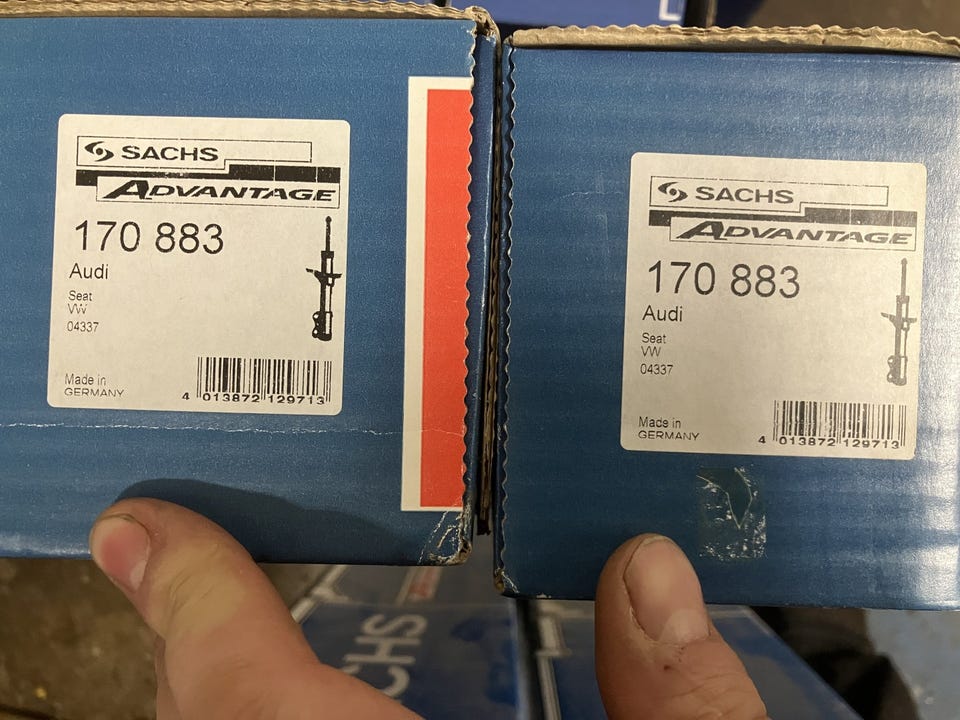 SACHS
ADVANTAGE
170 883
Audi
Seat
VW
04337
Made in
GERMANY
4 013872 129713
SACHS
ADVANTAGE
170 883
Audi
Seat
VW
04337
Made in
GERMANY
4 013872 129713
CHS